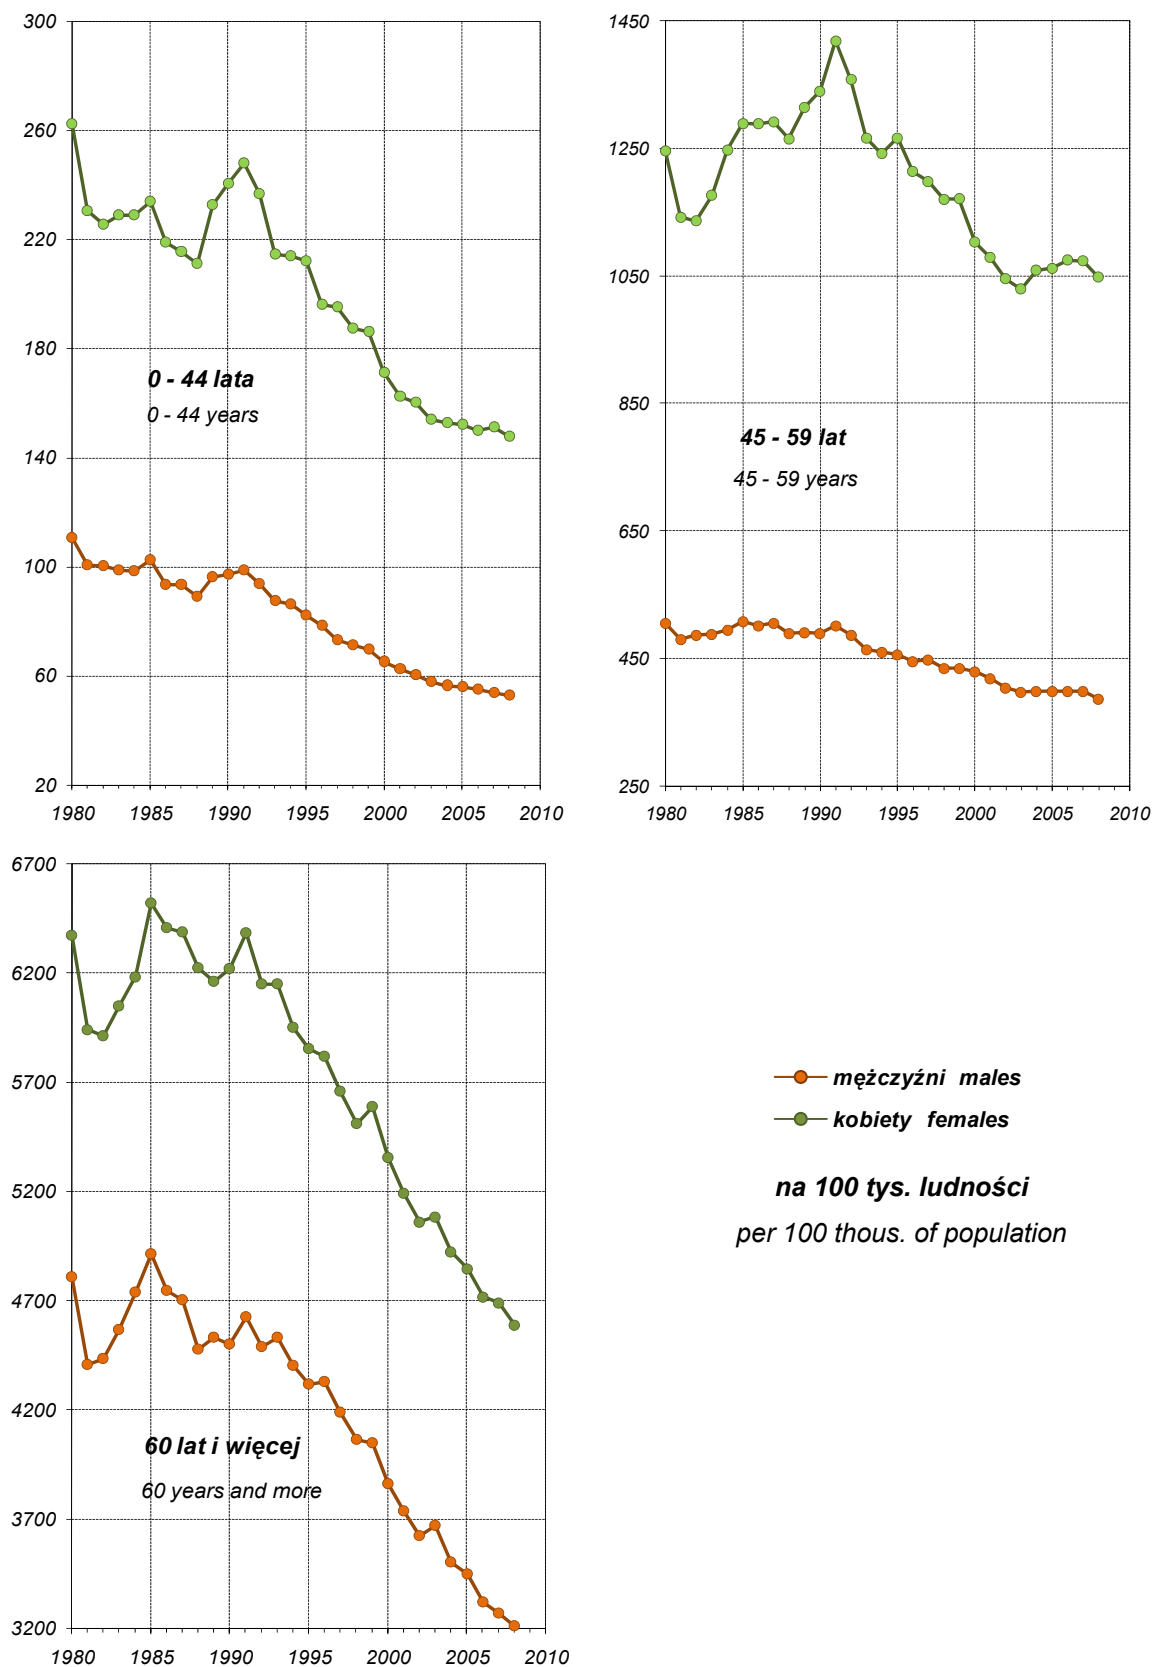 300
260
220
180
140
100
60
20
0 - 44 lata
0 - 44 years
1980 1985 1990 1995 2000 2005 2010
1450
1250
1050
850
650
450
250
45 - 59 lat
45 - 59 years
1980 1985 1990 1995 2000 2005 2010
6700
6200
5700
5200
4700
4200
3700
3200
60 lat i więcej
60 years and more
1980 1985 1990 1995 2000 2005 2010
mężczyźni males
kobiety females
na 100 tys. ludności
per 100 thous. of population